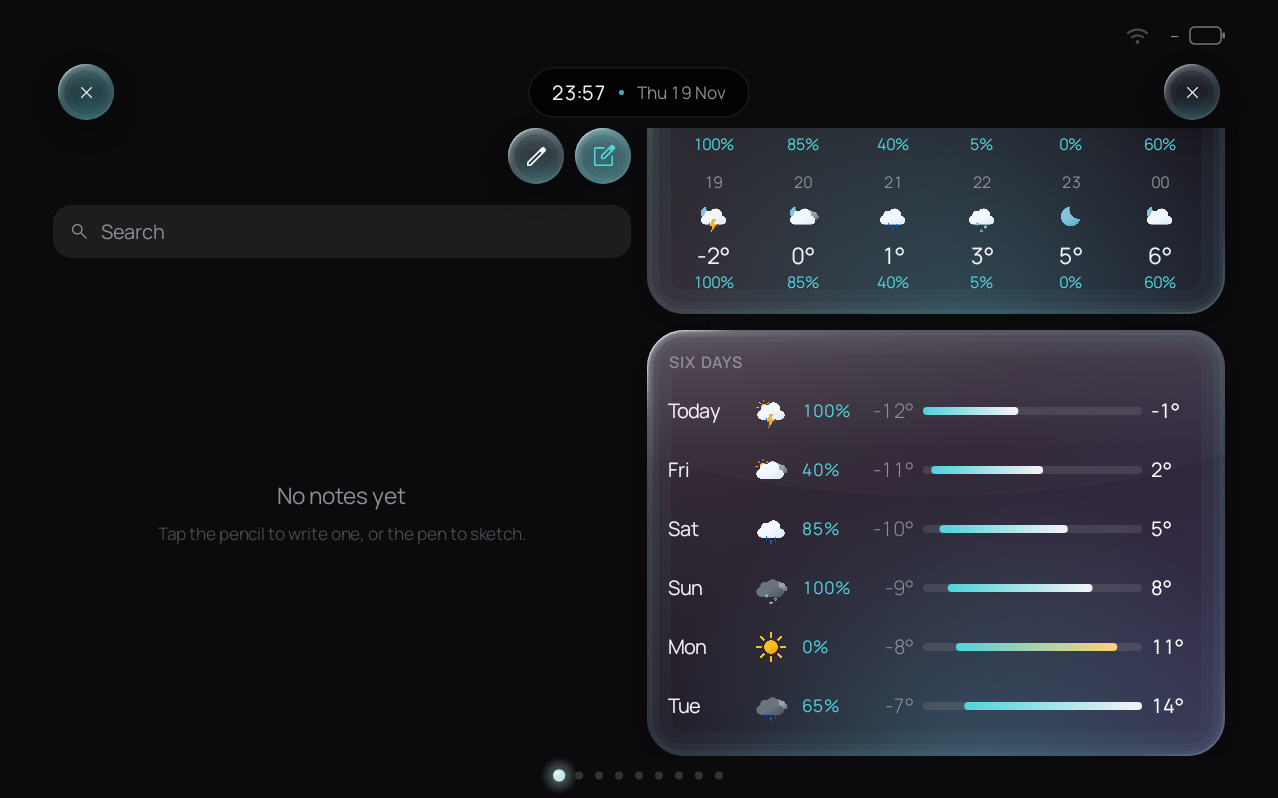 –
23:57 • Thu 19 Nov
Search
No notes yet
Tap the pencil to write one, or the pen to sketch.
100% 85% 40% 5% 0% 60%
19 20 21 22 23 00
-2° 0° 1° 3° 5° 6°
100% 85% 40% 5% 0% 60%
SIX DAYS
Today 100% -12° -1°
Fri 40% -11° 2°
Sat 85% -10° 5°
Sun 100% -9° 8°
Mon 0% -8° 11°
Tue 65% -7° 14°